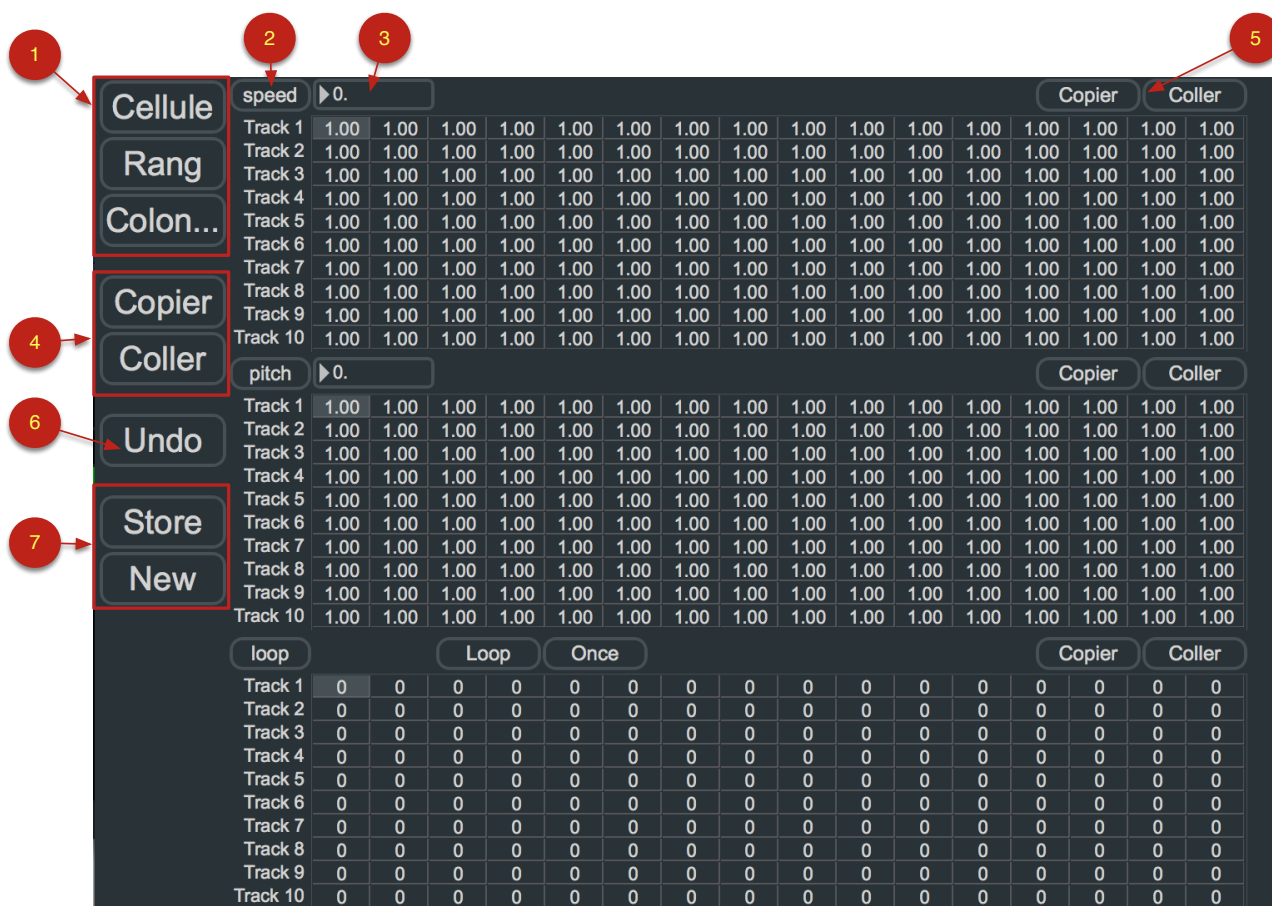 2 3
1 5
Cellule
Rang
Colon...
4
Copier
Coller
6
Undo
7
Store
New
speed 0. Copier Coller
Track 1 1.00 1.00 1.00 1.00 1.00 1.00 1.00 1.00 1.00 1.00 1.00 1.00 1.00 1.00 1.00 1.00
Track 2 1.00 1.00 1.00 1.00 1.00 1.00 1.00 1.00 1.00 1.00 1.00 1.00 1.00 1.00 1.00 1.00
Track 3 1.00 1.00 1.00 1.00 1.00 1.00 1.00 1.00 1.00 1.00 1.00 1.00 1.00 1.00 1.00 1.00
Track 4 1.00 1.00 1.00 1.00 1.00 1.00 1.00 1.00 1.00 1.00 1.00 1.00 1.00 1.00 1.00 1.00
Track 5 1.00 1.00 1.00 1.00 1.00 1.00 1.00 1.00 1.00 1.00 1.00 1.00 1.00 1.00 1.00 1.00
Track 6 1.00 1.00 1.00 1.00 1.00 1.00 1.00 1.00 1.00 1.00 1.00 1.00 1.00 1.00 1.00 1.00
Track 7 1.00 1.00 1.00 1.00 1.00 1.00 1.00 1.00 1.00 1.00 1.00 1.00 1.00 1.00 1.00 1.00
Track 8 1.00 1.00 1.00 1.00 1.00 1.00 1.00 1.00 1.00 1.00 1.00 1.00 1.00 1.00 1.00 1.00
Track 9 1.00 1.00 1.00 1.00 1.00 1.00 1.00 1.00 1.00 1.00 1.00 1.00 1.00 1.00 1.00 1.00
Track 10 1.00 1.00 1.00 1.00 1.00 1.00 1.00 1.00 1.00 1.00 1.00 1.00 1.00 1.00 1.00 1.00
pitch 0. Copier Coller
Track 1 1.00 1.00 1.00 1.00 1.00 1.00 1.00 1.00 1.00 1.00 1.00 1.00 1.00 1.00 1.00 1.00
Track 2 1.00 1.00 1.00 1.00 1.00 1.00 1.00 1.00 1.00 1.00 1.00 1.00 1.00 1.00 1.00 1.00
Track 3 1.00 1.00 1.00 1.00 1.00 1.00 1.00 1.00 1.00 1.00 1.00 1.00 1.00 1.00 1.00 1.00
Track 4 1.00 1.00 1.00 1.00 1.00 1.00 1.00 1.00 1.00 1.00 1.00 1.00 1.00 1.00 1.00 1.00
Track 5 1.00 1.00 1.00 1.00 1.00 1.00 1.00 1.00 1.00 1.00 1.00 1.00 1.00 1.00 1.00 1.00
Track 6 1.00 1.00 1.00 1.00 1.00 1.00 1.00 1.00 1.00 1.00 1.00 1.00 1.00 1.00 1.00 1.00
Track 7 1.00 1.00 1.00 1.00 1.00 1.00 1.00 1.00 1.00 1.00 1.00 1.00 1.00 1.00 1.00 1.00
Track 8 1.00 1.00 1.00 1.00 1.00 1.00 1.00 1.00 1.00 1.00 1.00 1.00 1.00 1.00 1.00 1.00
Track 9 1.00 1.00 1.00 1.00 1.00 1.00 1.00 1.00 1.00 1.00 1.00 1.00 1.00 1.00 1.00 1.00
Track 10 1.00 1.00 1.00 1.00 1.00 1.00 1.00 1.00 1.00 1.00 1.00 1.00 1.00 1.00 1.00 1.00
loop Loop Once Copier Coller
Track 1 0 0 0 0 0 0 0 0 0 0 0 0 0 0 0 0
Track 2 0 0 0 0 0 0 0 0 0 0 0 0 0 0 0 0
Track 3 0 0 0 0 0 0 0 0 0 0 0 0 0 0 0 0
Track 4 0 0 0 0 0 0 0 0 0 0 0 0 0 0 0 0
Track 5 0 0 0 0 0 0 0 0 0 0 0 0 0 0 0 0
Track 6 0 0 0 0 0 0 0 0 0 0 0 0 0 0 0 0
Track 7 0 0 0 0 0 0 0 0 0 0 0 0 0 0 0 0
Track 8 0 0 0 0 0 0 0 0 0 0 0 0 0 0 0 0
Track 9 0 0 0 0 0 0 0 0 0 0 0 0 0 0 0 0
Track 10 0 0 0 0 0 0 0 0 0 0 0 0 0 0 0 0